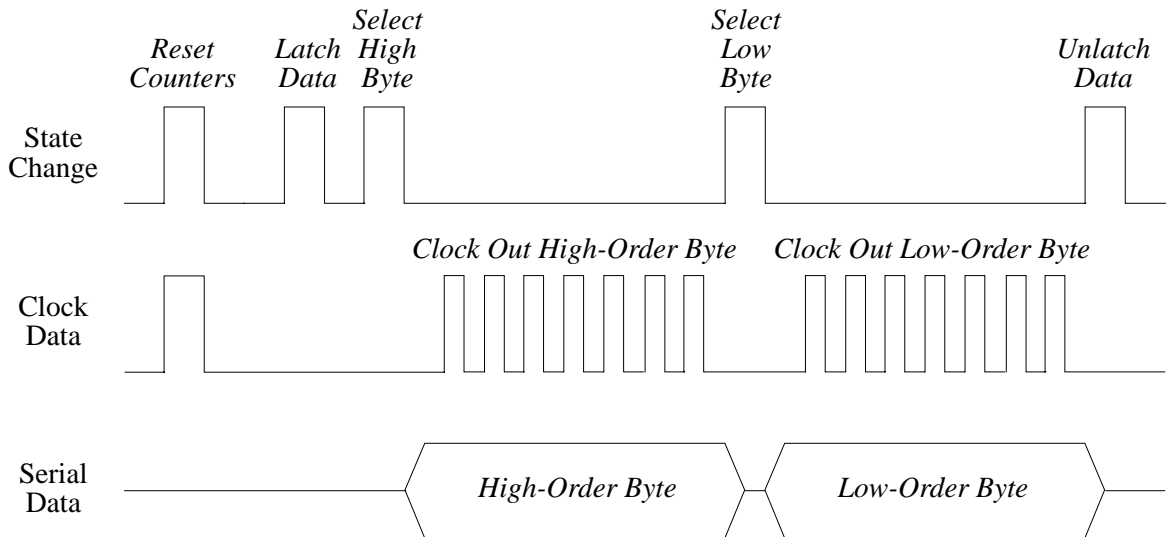 Reset
Counters
Latch
Data
Select
High
Byte
Select
Low
Byte
Unlatch
Data
State
Change
Clock Out High-Order Byte
Clock Out Low-Order Byte
Clock
Data
Serial
Data
High-Order Byte
Low-Order Byte